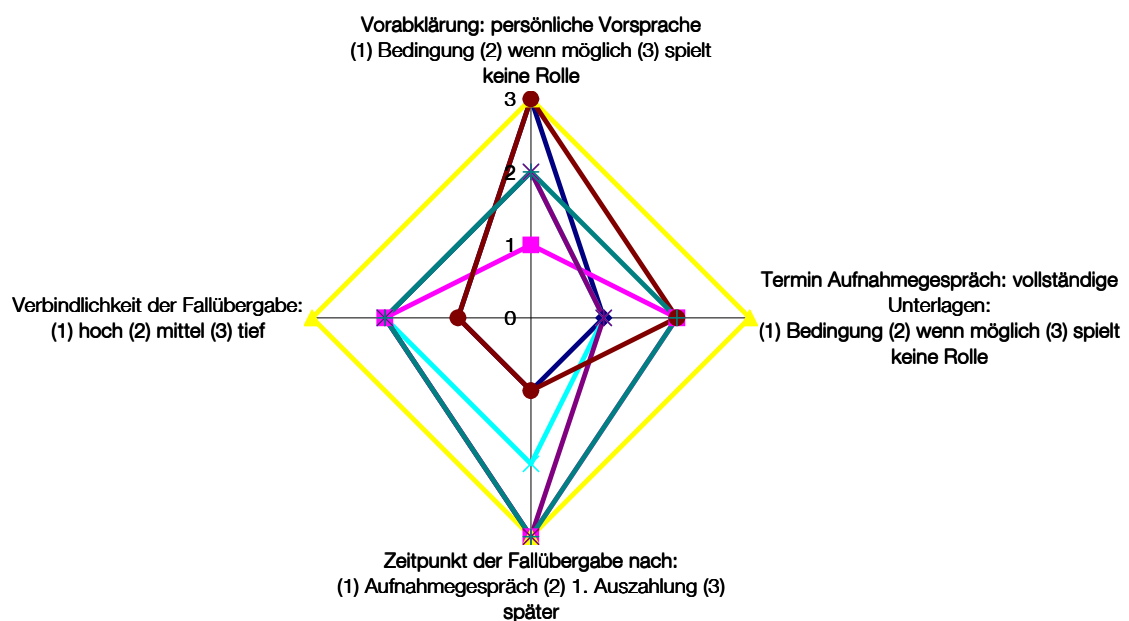 Vorabklärung: persönliche Vorsprache
(1) Bedingung (2) wenn möglich (3) spielt
keine Rolle
3
2
1
0
Termin Aufnahmegespräch: vollständige
Unterlagen:
(1) Bedingung (2) wenn möglich (3) spielt
keine Rolle
Verbindlichkeit der Fallübergabe:
(1) hoch (2) mittel (3) tief
Zeitpunkt der Fallübergabe nach:
(1) Aufnahmegespräch (2) 1. Auszahlung (3)
später